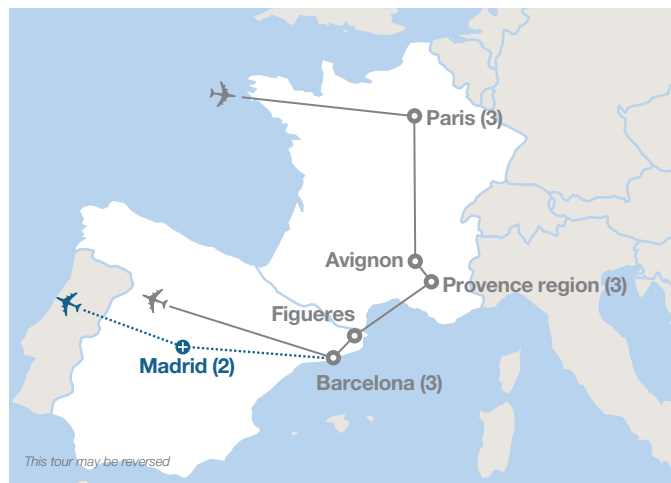 Paris (3)
Avignon
Provence region (3)
Figueres
Madrid (2)
Barcelona (3)
This tour may be reversed